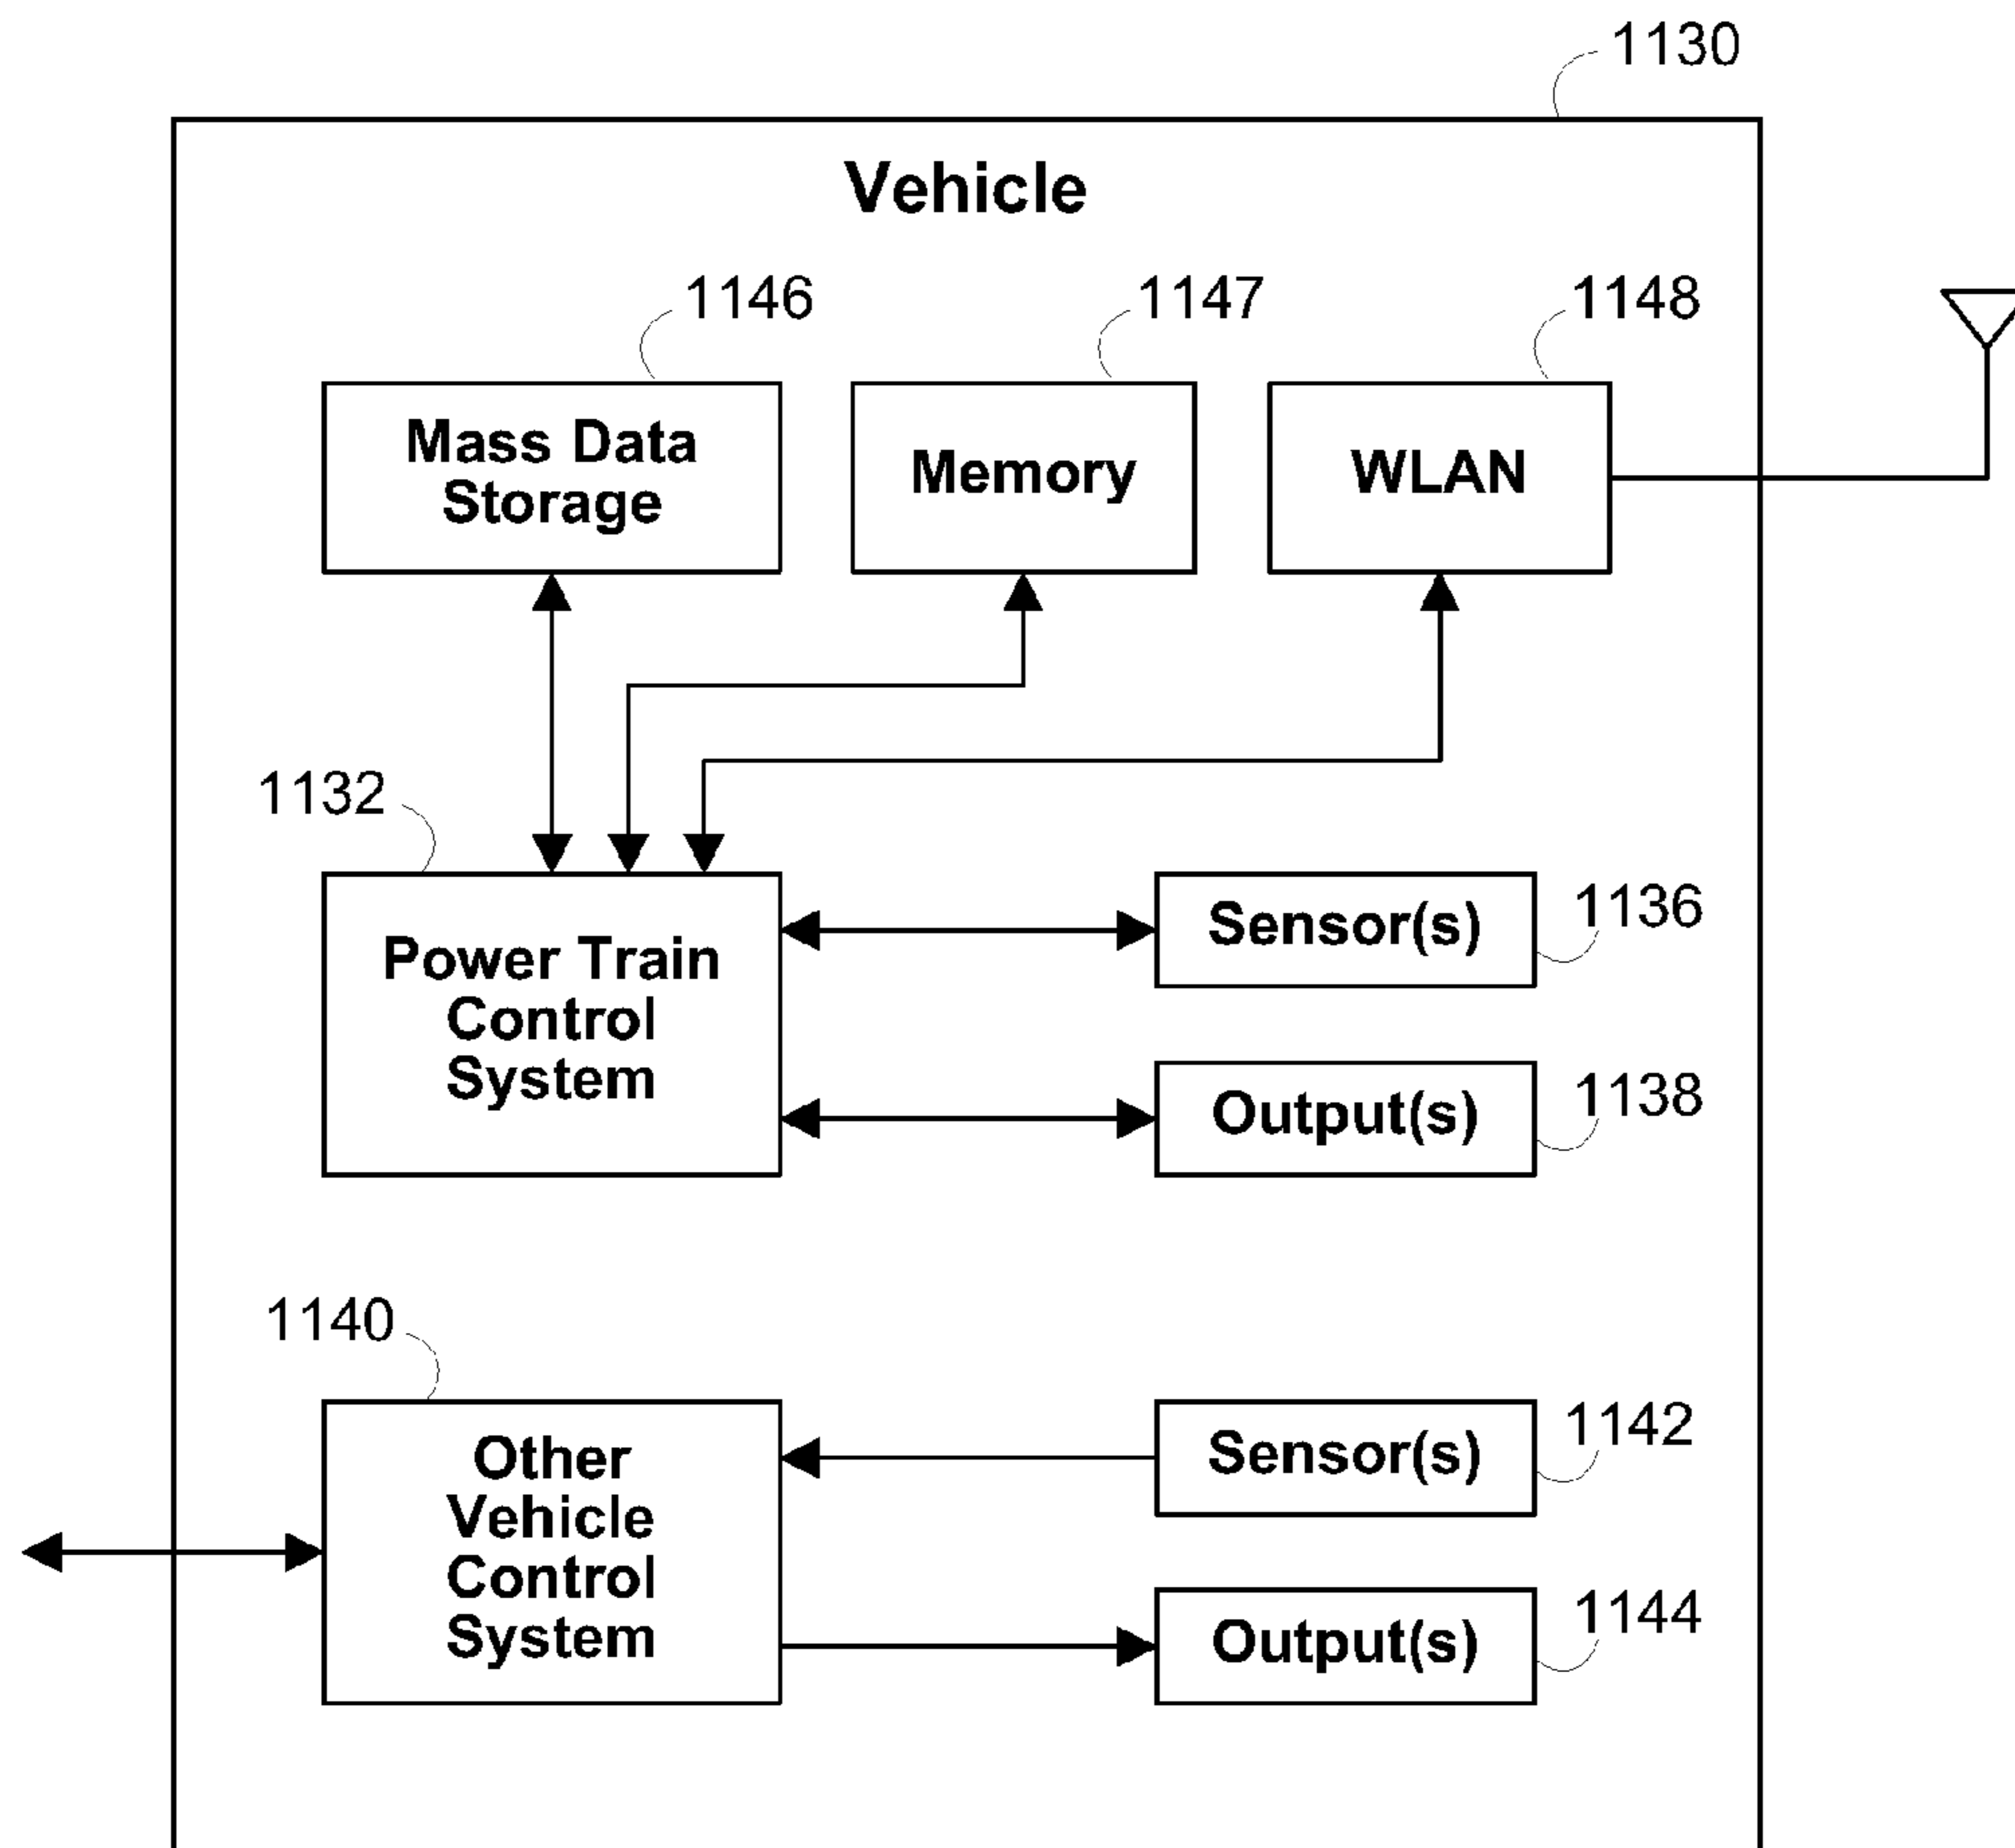 1130
Vehicle
1146
1147
1148
Mass Data
Storage
Memory
WLAN
1132
Power Train
Control
System
Sensor(s)
1136
Output(s)
1138
1140
Other
Vehicle
Control
System
Sensor(s)
1142
Output(s)
1144